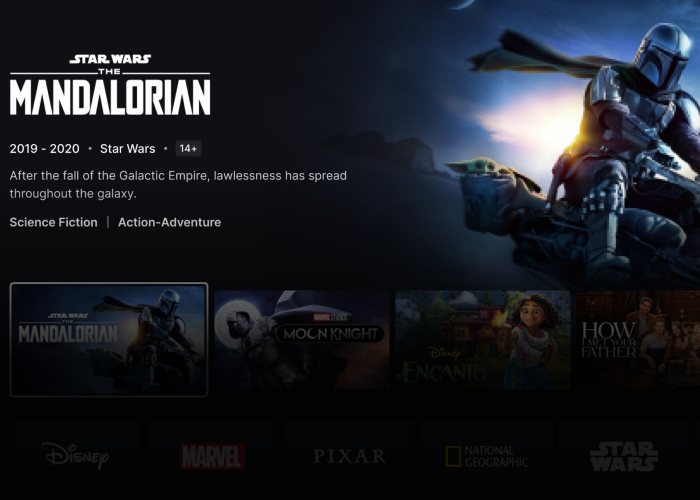 STAR WARS
THE
MANDALORIAN
2019 - 2020 • Star Wars • 14+
After the fall of the Galactic Empire, lawlessness has spread
throughout the galaxy.
Science Fiction | Action-Adventure
STAR WARS
THE
MANDALORIAN
MARVEL STUDIOS
MOON KNIGHT
Disney
ENCANTO
HOW
I MET YOUR
FATHER
Disney
MARVEL
PIXAR
NATIONAL
GEOGRAPHIC
STAR
WARS